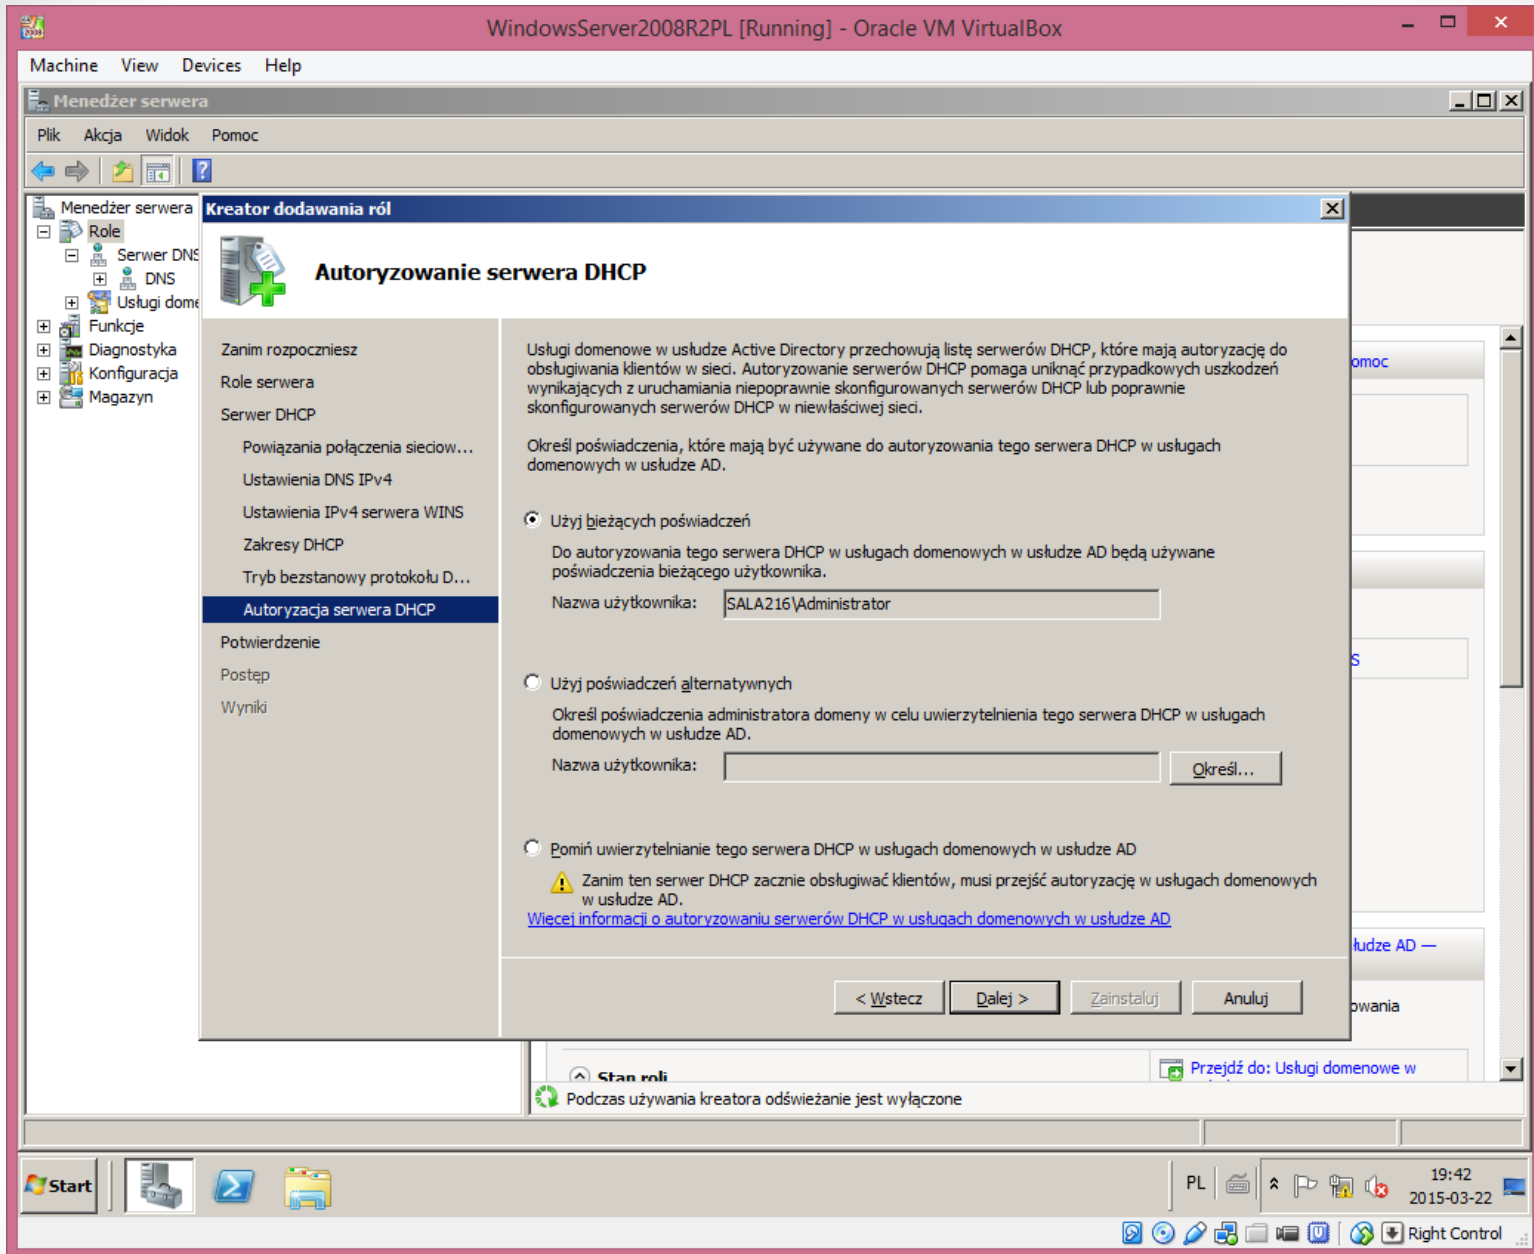 WindowsServer2008R2PL [Running] - Oracle VM VirtualBox
Machine View Devices Help
Menedżer serwera
Plik Akcja Widok Pomoc
Menedżer serwera
Role
Serwer DNS
DNS
Usługi dome
Funkcje
Diagnostyka
Konfiguracja
Magazyn
Kreator dodawania ról
Autoryzowanie serwera DHCP
Zanim rozpoczniesz
Role serwera
Serwer DHCP
Powiązania połączenia sieciow...
Ustawienia DNS IPv4
Ustawienia IPv4 serwera WINS
Zakresy DHCP
Tryb bezstanowy protokołu D...
Autoryzacja serwera DHCP
Potwierdzenie
Postęp
Wyniki
Usługi domenowe w usłudze Active Directory przechowują listę serwerów DHCP, które mają autoryzację do
obsługiwania klientów w sieci. Autoryzowanie serwerów DHCP pomaga uniknąć przypadkowych uszkodzeń
wynikających z uruchamiania niepoprawnie skonfigurowanych serwerów DHCP lub poprawnie
skonfigurowanych serwerów DHCP w niewłaściwej sieci.
Określ poświadczenia, które mają być używane do autoryzowania tego serwera DHCP w usługach
domenowych w usłudze AD.
Użyj bieżących poświadczeń
Do autoryzowania tego serwera DHCP w usługach domenowych w usłudze AD będą używane
poświadczenia bieżącego użytkownika.
Nazwa użytkownika: SALA216\Administrator
Użyj poświadczeń alternatywnych
Określ poświadczenia administratora domeny w celu uwierzytelnienia tego serwera DHCP w usługach
domenowych w usłudze AD.
Nazwa użytkownika:
Określ...
Pomiń uwierzytelnianie tego serwera DHCP w usługach domenowych w usłudze AD
Zanim ten serwer DHCP zacznie obsługiwać klientów, musi przejść autoryzację w usługach domenowych
w usłudze AD.
Więcej informacji o autoryzowaniu serwerów DHCP w usługach domenowych w usłudze AD
< Wstecz Dalej > Zainstaluj Anuluj
omoc
S
łudze AD —
owania
Stan roli
Przejdź do: Usługi domenowe w
Podczas używania kreatora odświeżanie jest wyłączone
Start
PL
19:42
2015-03-22
Right Control